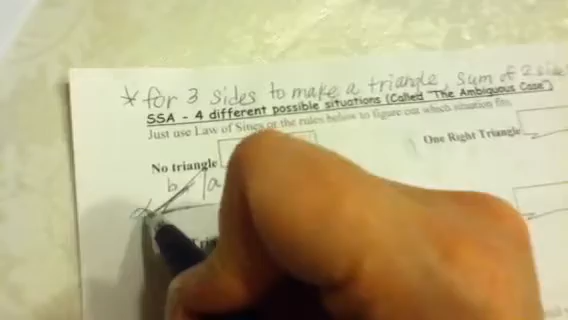 * for 3 sides to make a triangle, sum of 2 side
SSA - 4 different possible situations (Called "The Ambiguous Case")
Just use Law of Sines or the rules below to figure out which situation fits
No triangle
One Right Triangle
b a
α